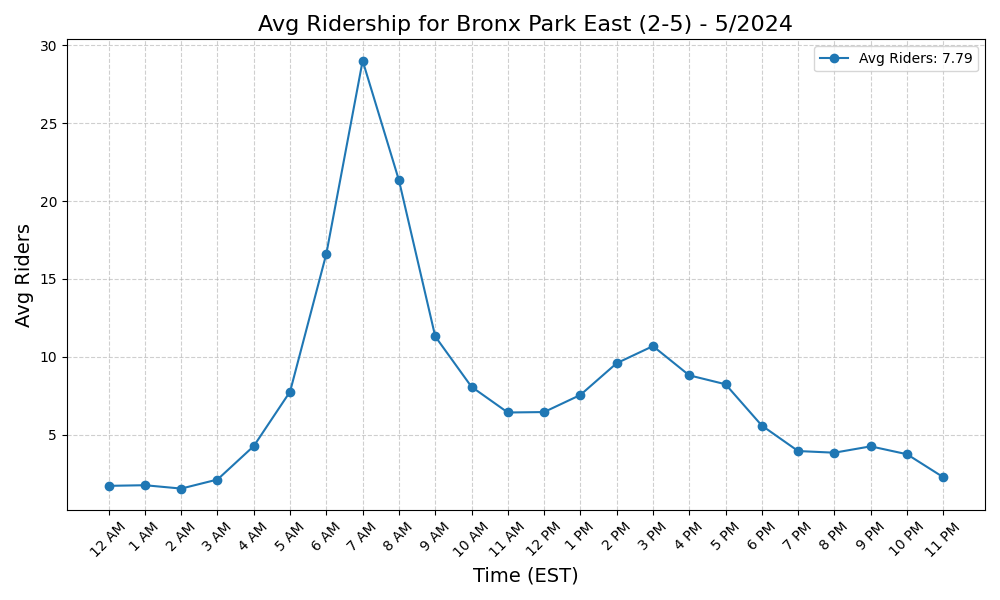 Avg Ridership for Bronx Park East (2-5) - 5/2024
Avg Riders: 7.79
Avg Riders
30
25
20
15
10
5
12 AM
1 AM
2 AM
3 AM
4 AM
5 AM
6 AM
7 AM
8 AM
9 AM
10 AM
11 AM
12 PM
1 PM
2 PM
3 PM
4 PM
5 PM
6 PM
7 PM
8 PM
9 PM
10 PM
11 PM
Time (EST)